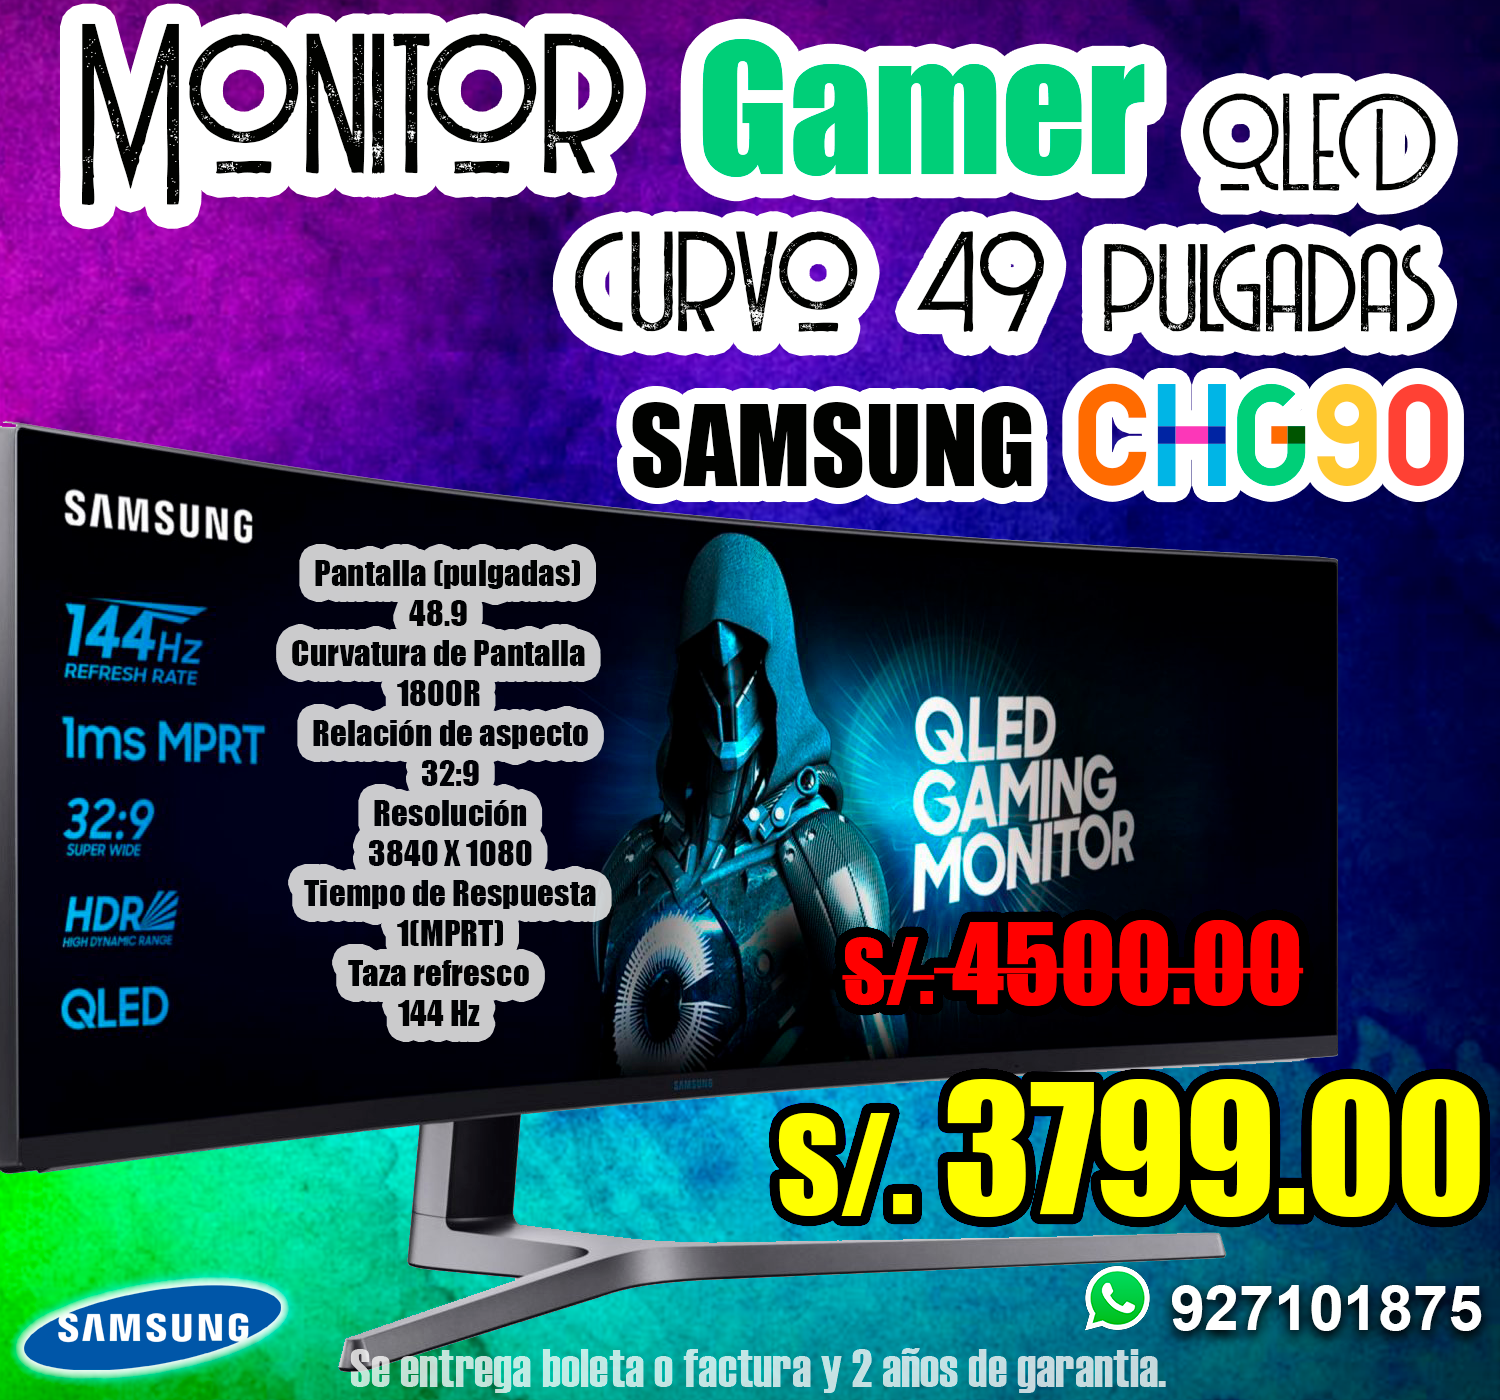 MONITOR Gamer QLED
CURVO 49 PULGADAS
SAMSUNG CHG90
SAMSUNG
144Hz
REFRESH RATE
1ms MPRT
32:9
SUPER WIDE
HDR
HIGH DYNAMIC RANGE
QLED
Pantalla (pulgadas)
48.9
Curvatura de Pantalla
1800R
Relación de aspecto
32:9
Resolución
3840 X 1080
Tiempo de Respuesta
1(MPRT)
Taza refresco
144 Hz
QLED
GAMING
MONITOR
S/. 4500.00
SAMSUNG
S/. 3799.00
927101875
SAMSUNG
Se entrega boleta o factura y 2 años de garantia.